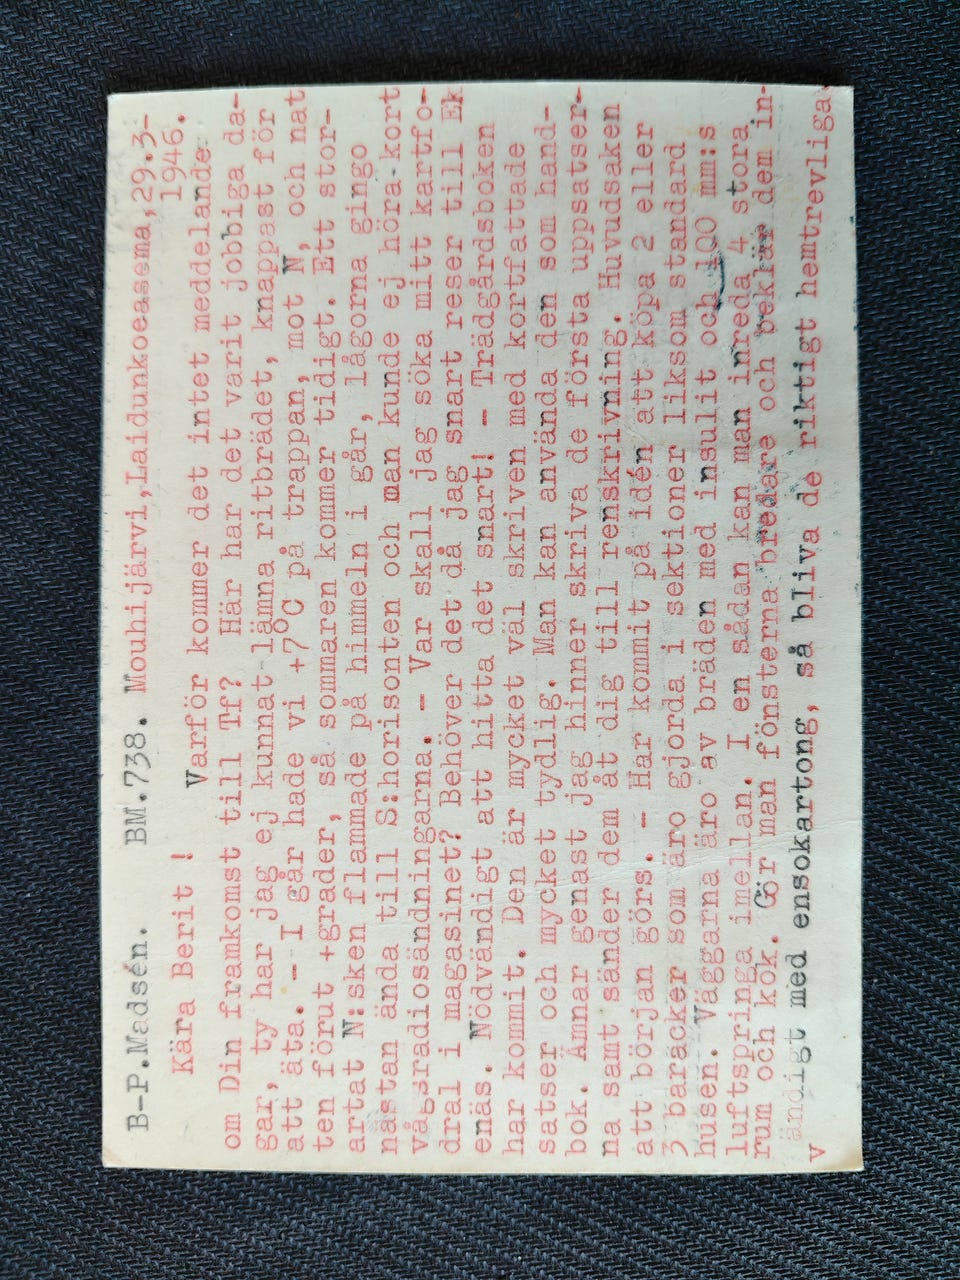 B-P.Madsén. BM.738. Mouhijärvi,Laidunkoeasema,29.3-
1946.
Kära Berit ! Varför kommer det intet meddelande
om Din framkomst till Tf? Här har det varit jobbiga da-
gar, ty har jag ej kunnat lämna ritbrädet, knappast för
att äta. - I går hade vi +7°C på trappan, mot N, och nat
ten förut +grader, så sommaren kommer tidigt. Ett stor-
artat N:sken flammade på himmeln i går, lågorna gingo
nästan ända till S:horisonten och man kunde ej höra kort
vågsradiosändningarna. - Var skall jag söka mitt kartfo-
dral i magasinet? Behöver det då jag snart reser till Ek
enäs. Nödvändigt att hitta det snart! - Trädgårdsboken
har kommit. Den är mycket väl skriven med kortfattade
satser och mycket tydlig. Man kan använda den som hand-
bok. Ämnar genast jag hinner skriva de första uppsatser-
na samt sänder dem åt dig till renskrivning. Huvudsaken
att början görs. - Har kommit på idén att köpa 2 eller
3 baracker som äro gjorda i sektioner liksom standard
husen. Väggarna äro av bräden med insulit och 100 mm:s
luftspringa imellan. I en sådan kan man inreda 4 stora
rum och kök. Gör man fönsterna bredare och beklär dem in-
vändigt med ensokartong, så bliva de riktigt hemtrevliga